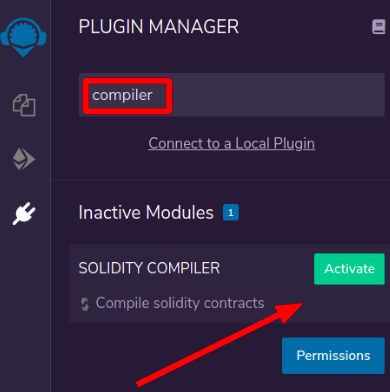 PLUGIN MANAGER
compiler
Connect to a Local Plugin
Inactive Modules 1
SOLIDITY COMPILER
Activate
Compile solidity contracts
Permissions